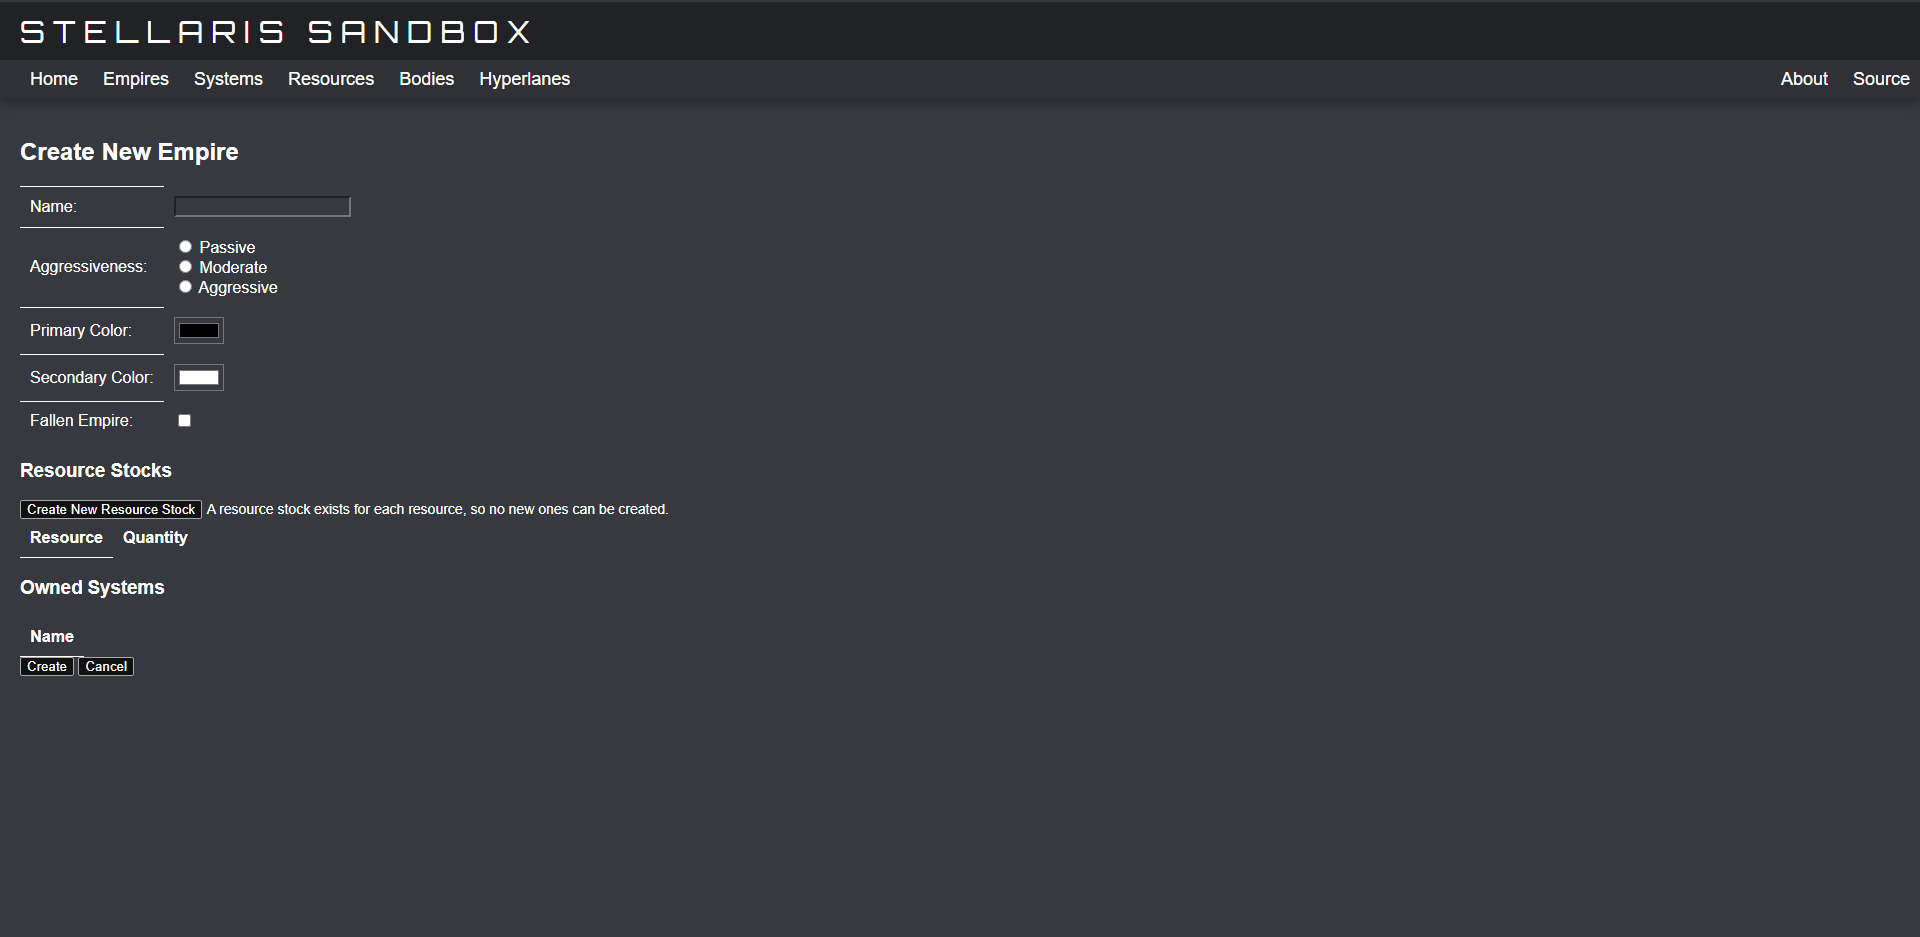 STELLARIS SANDBOX
Home Empires Systems Resources Bodies Hyperlanes About Source
Create New Empire
Name:
Aggressiveness:
Passive
Moderate
Aggressive
Primary Color:
Secondary Color:
Fallen Empire:
Resource Stocks
Create New Resource Stock A resource stock exists for each resource, so no new ones can be created.
Resource Quantity
Owned Systems
Name
Create Cancel